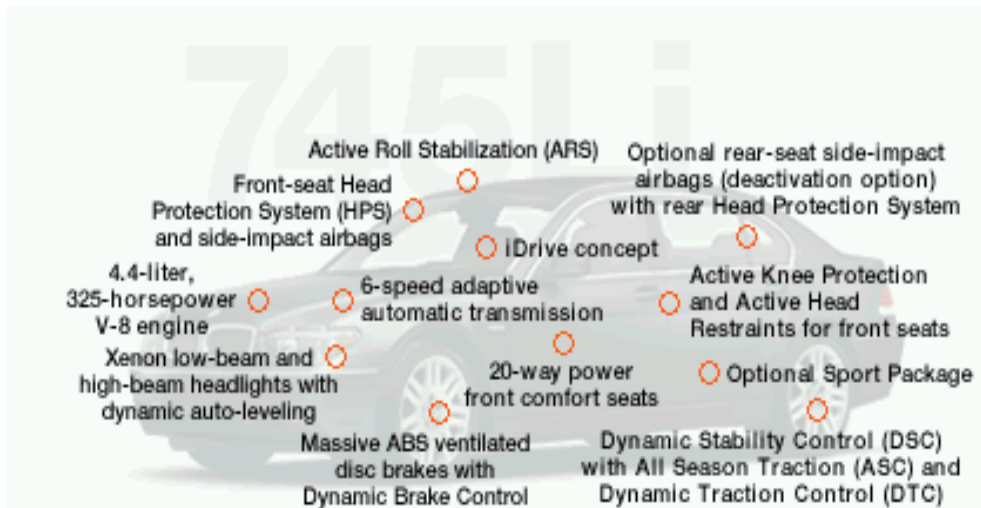 745Li
Active Roll Stabilization (ARS)
Front-seat Head
Protection System (HPS)
and side-impact airbags
Optional rear-seat side-impact
airbags (deactivation option)
with rear Head Protection System
iDrive concept
4.4-liter,
325-horsepower
V-8 engine
6-speed adaptive
automatic transmission
Active Knee Protection
and Active Head
Restraints for front seats
Xenon low-beam and
high-beam headlights with
dynamic auto-leveling
20-way power
front comfort seats
Optional Sport Package
Massive ABS ventilated
disc brakes with
Dynamic Brake Control
Dynamic Stability Control (DSC)
with All Season Traction (ASC) and
Dynamic Traction Control (DTC)